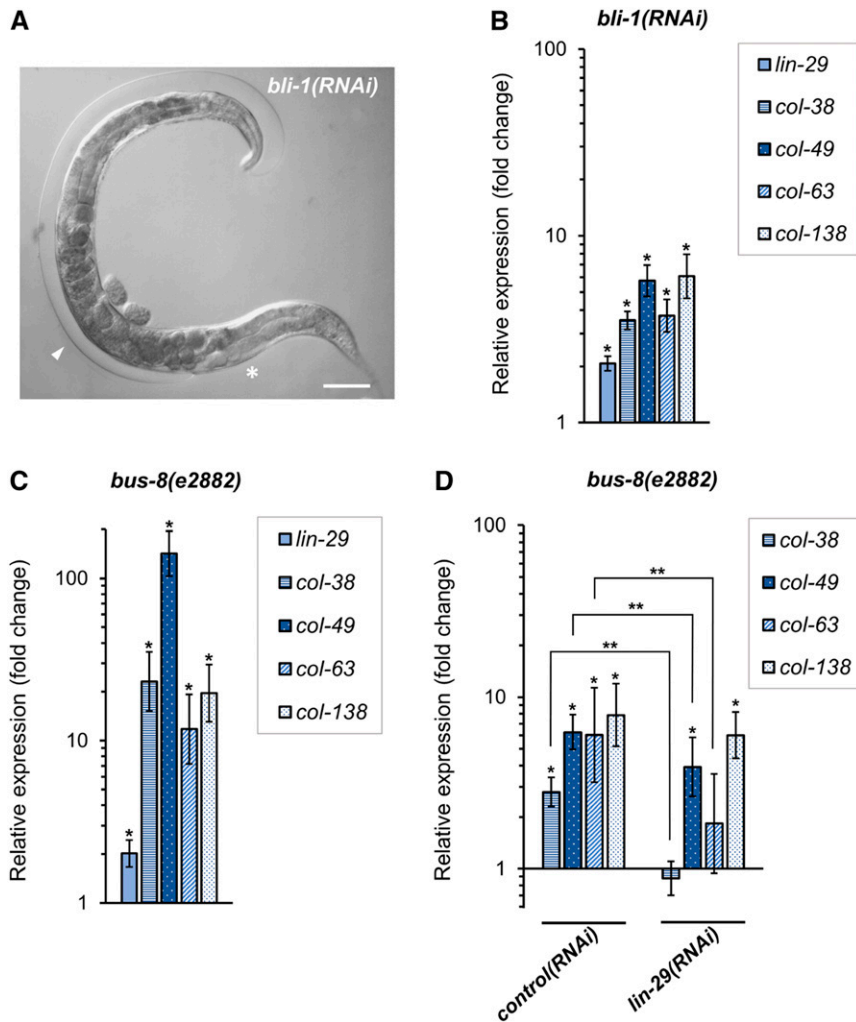 A
bli-1(RNAi)
*
B
bli-1(RNAi)
Relative expression (fold change)
100
10
1
*
*
*
*
*
lin-29
col-38
col-49
col-63
col-138
C
bus-8(e2882)
Relative expression (fold change)
100
10
1
*
*
*
*
*
lin-29
col-38
col-49
col-63
col-138
D
bus-8(e2882)
Relative expression (fold change)
100
10
1
**
**
**
*
*
*
*
*
*
col-38
col-49
col-63
col-138
control(RNAi)
lin-29(RNAi)